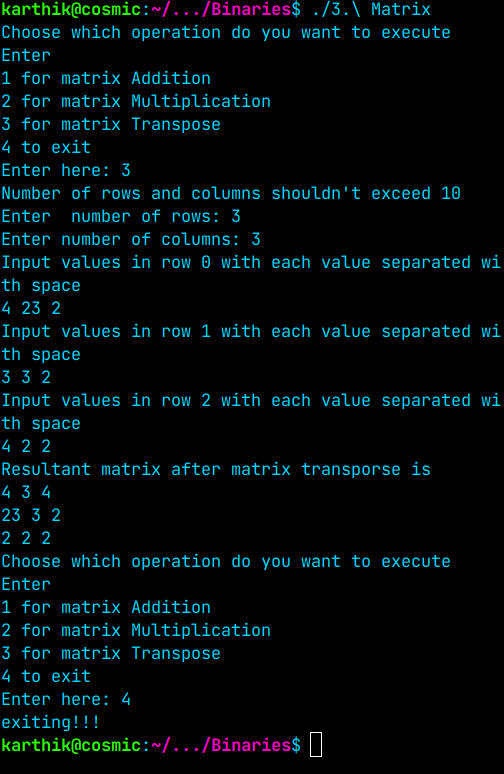 karthik@cosmic:~/.../Binaries$ ./3.\ Matrix
Choose which operation do you want to execute
Enter
1 for matrix Addition
2 for matrix Multiplication
3 for matrix Transpose
4 to exit
Enter here: 3
Number of rows and columns shouldn't exceed 10
Enter  number of rows: 3
Enter number of columns: 3
Input values in row 0 with each value separated wi
th space
4 23 2
Input values in row 1 with each value separated wi
th space
3 3 2
Input values in row 2 with each value separated wi
th space
4 2 2
Resultant matrix after matrix transporse is
4 3 4
23 3 2
2 2 2
Choose which operation do you want to execute
Enter
1 for matrix Addition
2 for matrix Multiplication
3 for matrix Transpose
4 to exit
Enter here: 4
exiting!!!
karthik@cosmic:~/.../Binaries$